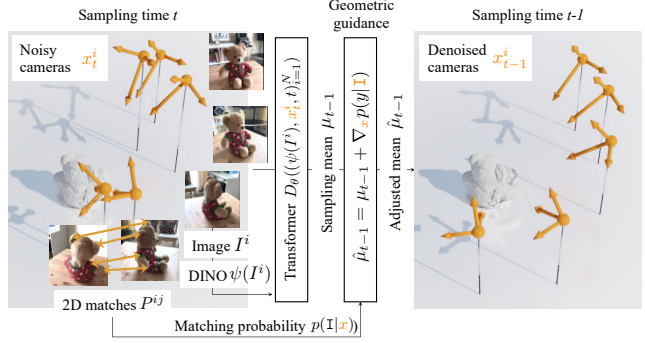 Sampling time t
Geometric
guidance
Sampling time t-1
Noisy
cameras x_t^i
Denoised
cameras x_{t-1}^i
Transformer D_θ((ψ(I^i), x_t^i, t)_{i=1}^N)
Sampling mean μ_{t−1}
μ̂_{t−1} = μ_{t−1} + ∇_x p(y|I)
Adjusted mean μ̂_{t−1}
Image I^i
DINO ψ(I^i)
2D matches P^{ij}
Matching probability p(I|x))